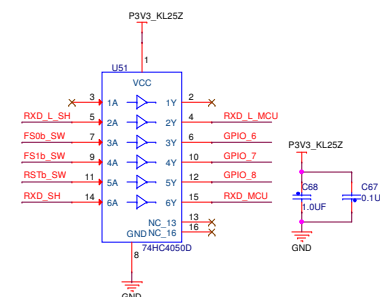 P3V3_KL25Z
1
U51
VCC
3 1A 1Y 2
RXD_L_SH 5 2A 2Y 4 RXD_L_MCU
FS0b_SW 7 3A 3Y 6 GPIO_6
FS1b_SW 9 4A 4Y 10 GPIO_7
RSTb_SW 11 5A 5Y 12 GPIO_8
RXD_SH 14 6A 6Y 15 RXD_MCU
NC_13 13
GND NC_16 16
74HC4050D
8
GND
P3V3_KL25Z
C68
1.0UF
C67
0.1U
GND